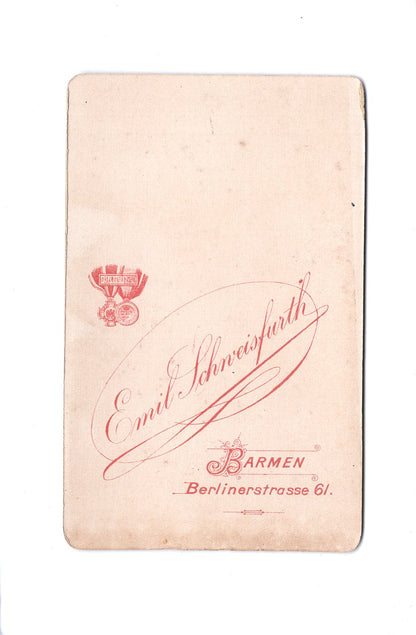 Emil Schweisfurth
BARMEN
Berlinerstrasse 61.